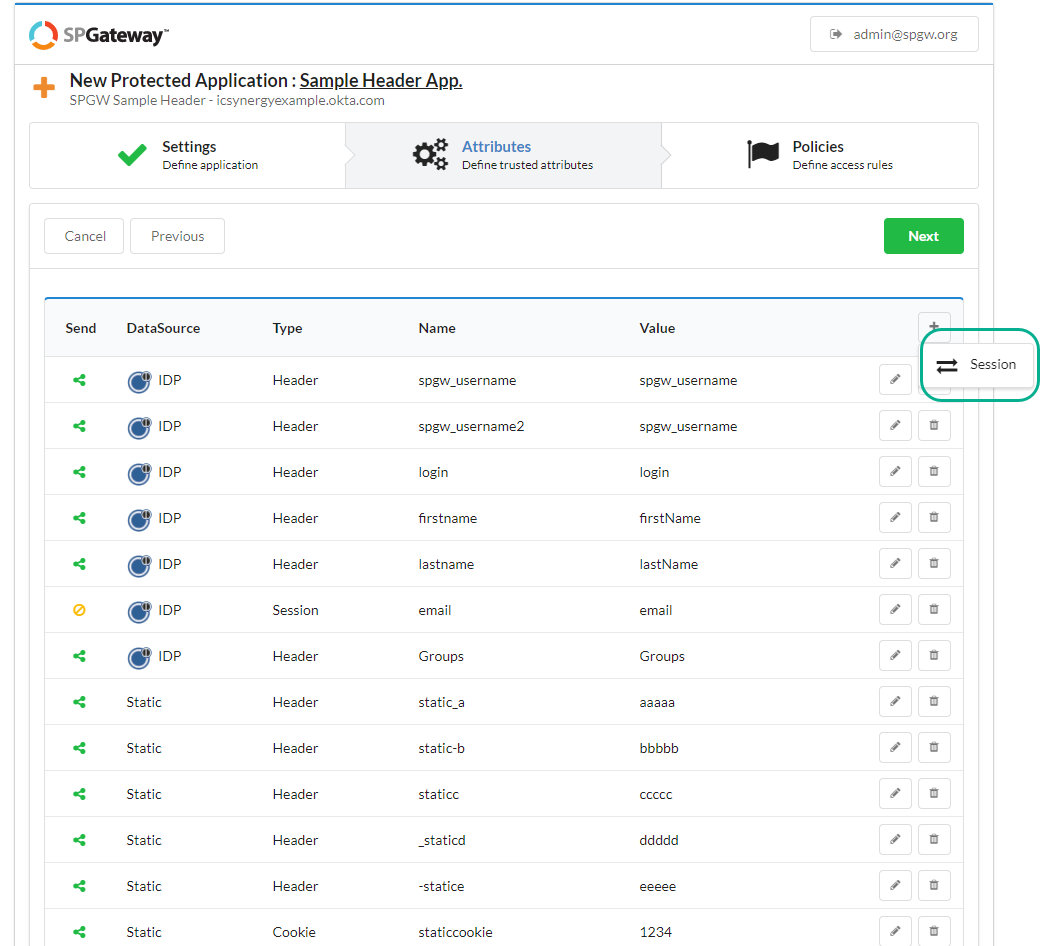 SPGateway™
admin@spgw.org
New Protected Application : Sample Header App.
SPGW Sample Header - icsynergyexample.okta.com
Settings
Define application
Attributes
Define trusted attributes
Policies
Define access rules
Cancel Previous Next
Send DataSource Type Name Value
Session
IDP Header spgw_username spgw_username
IDP Header spgw_username2 spgw_username
IDP Header login login
IDP Header firstname firstName
IDP Header lastname lastName
IDP Session email email
IDP Header Groups Groups
Static Header static_a aaaaa
Static Header static-b bbbbb
Static Header staticc ccccc
Static Header _staticd ddddd
Static Header -statice eeeee
Static Cookie staticcookie 1234